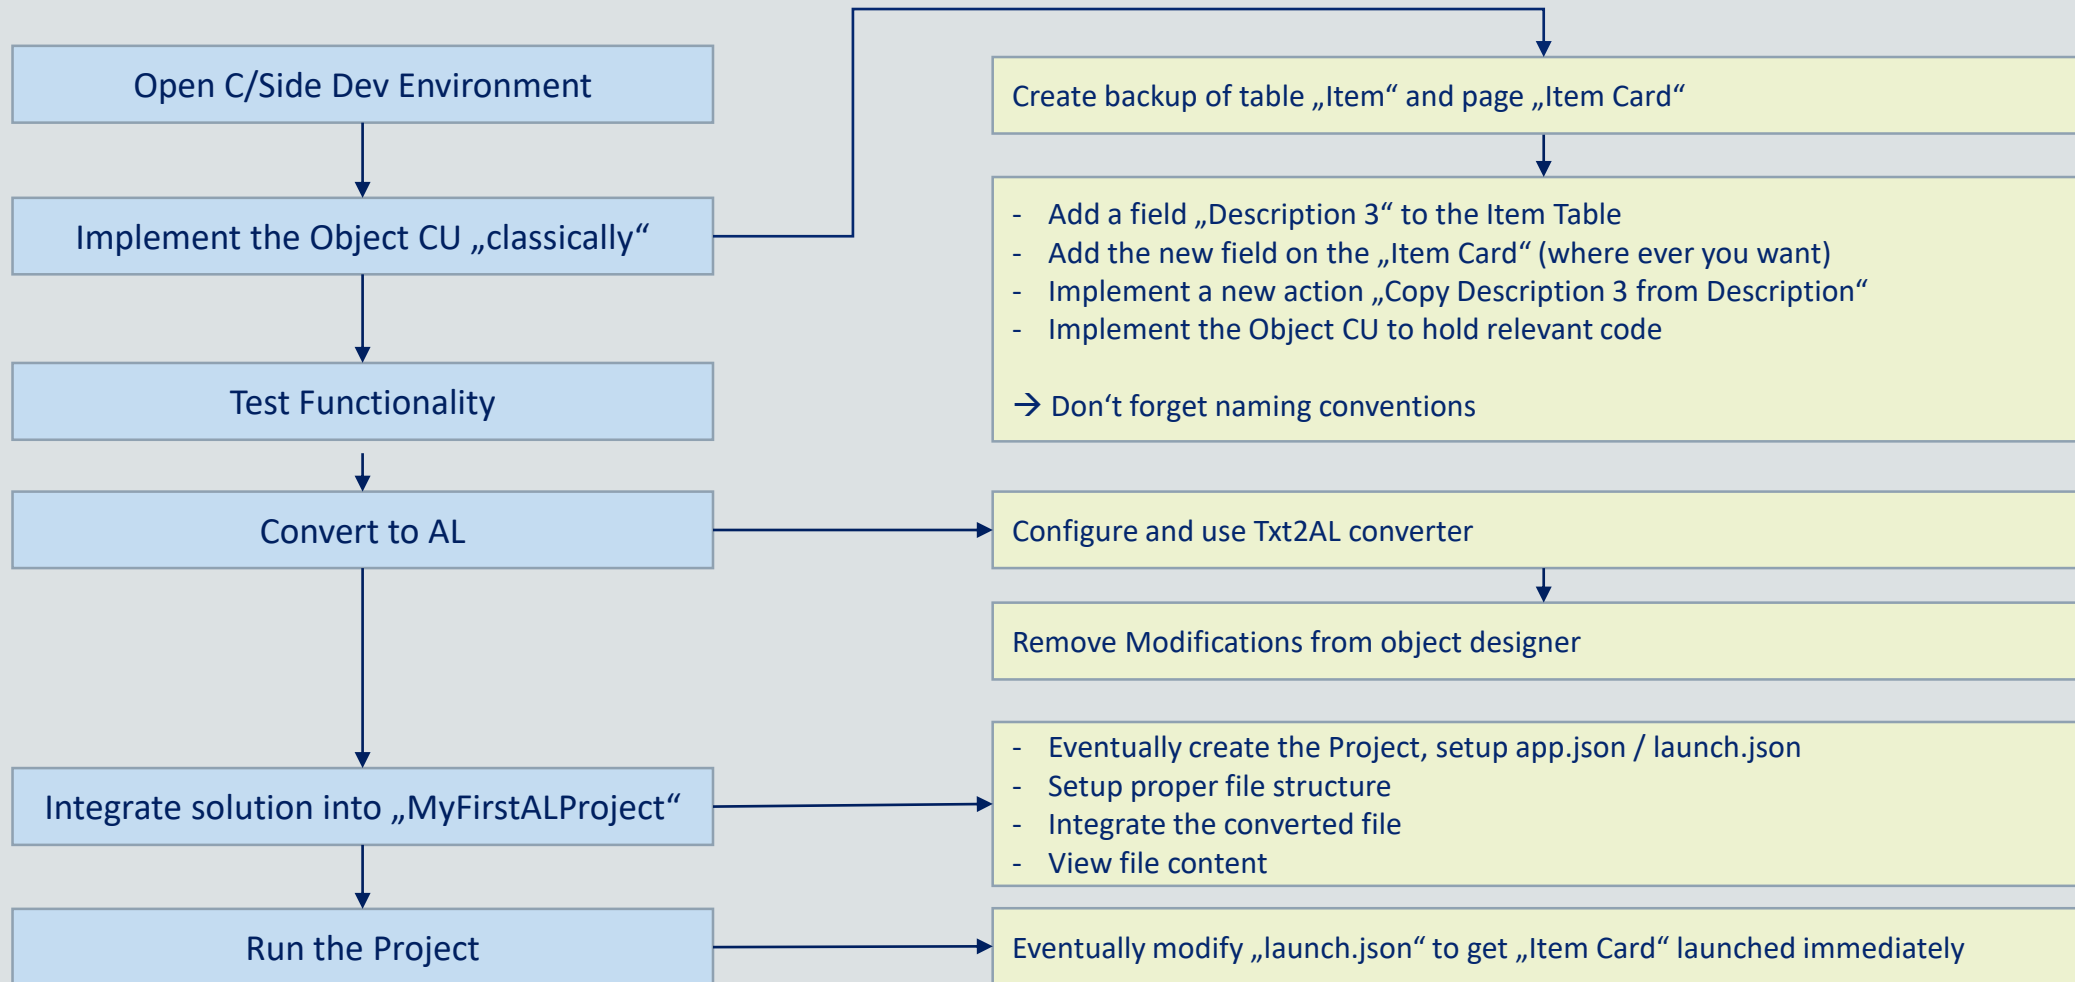 Open C/Side Dev Environment
Implement the Object CU „classically“
Test Functionality
Convert to AL
Integrate solution into „MyFirstALProject“
Run the Project
Create backup of table „Item“ and page „Item Card“
- Add a field „Description 3“ to the Item Table
- Add the new field on the „Item Card“ (where ever you want)
- Implement a new action „Copy Description 3 from Description“
- Implement the Object CU to hold relevant code
→ Don‘t forget naming conventions
Configure and use Txt2AL converter
Remove Modifications from object designer
- Eventually create the Project, setup app.json / launch.json
- Setup proper file structure
- Integrate the converted file
- View file content
Eventually modify „launch.json“ to get „Item Card“ launched immediately